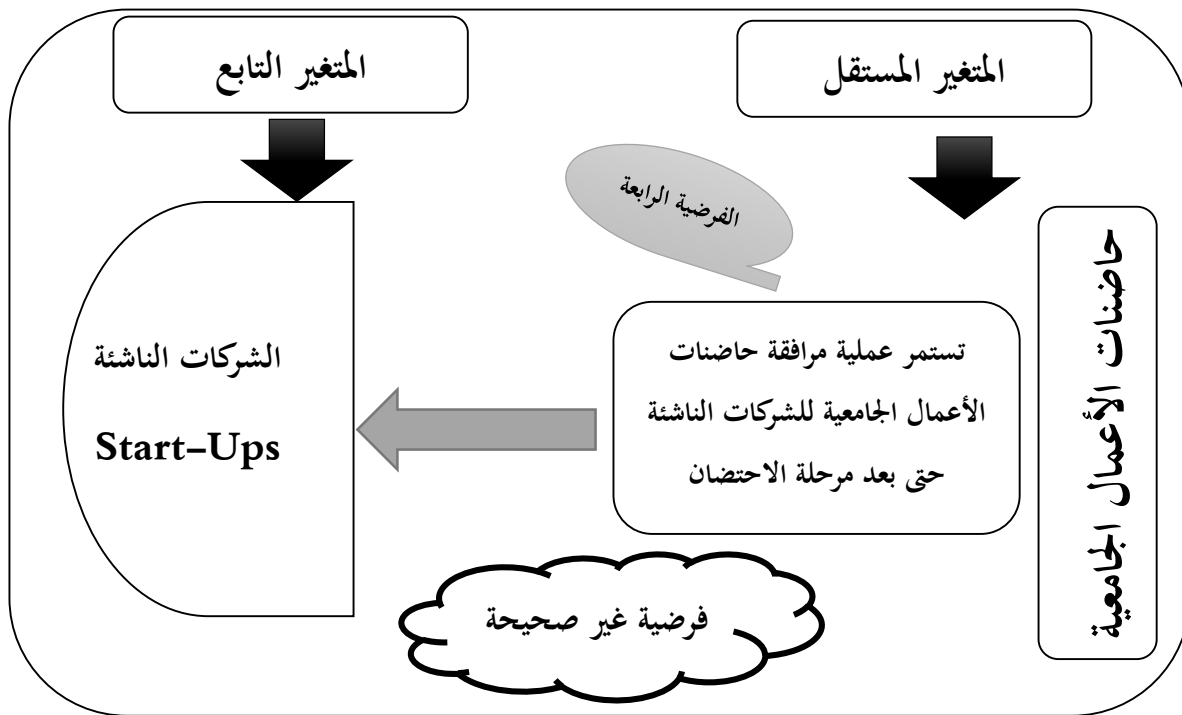 المتغير المستقل
المتغير التابع
الفرضية الرابعة
حاضنات الأعمال الجامعية
تستمر عملية مرافقة حاضنات
الأعمال الجامعية للشركات الناشئة
حتى بعد مرحلة الاحتضان
الشركات الناشئة
Start-Ups
فرضية غير صحيحة